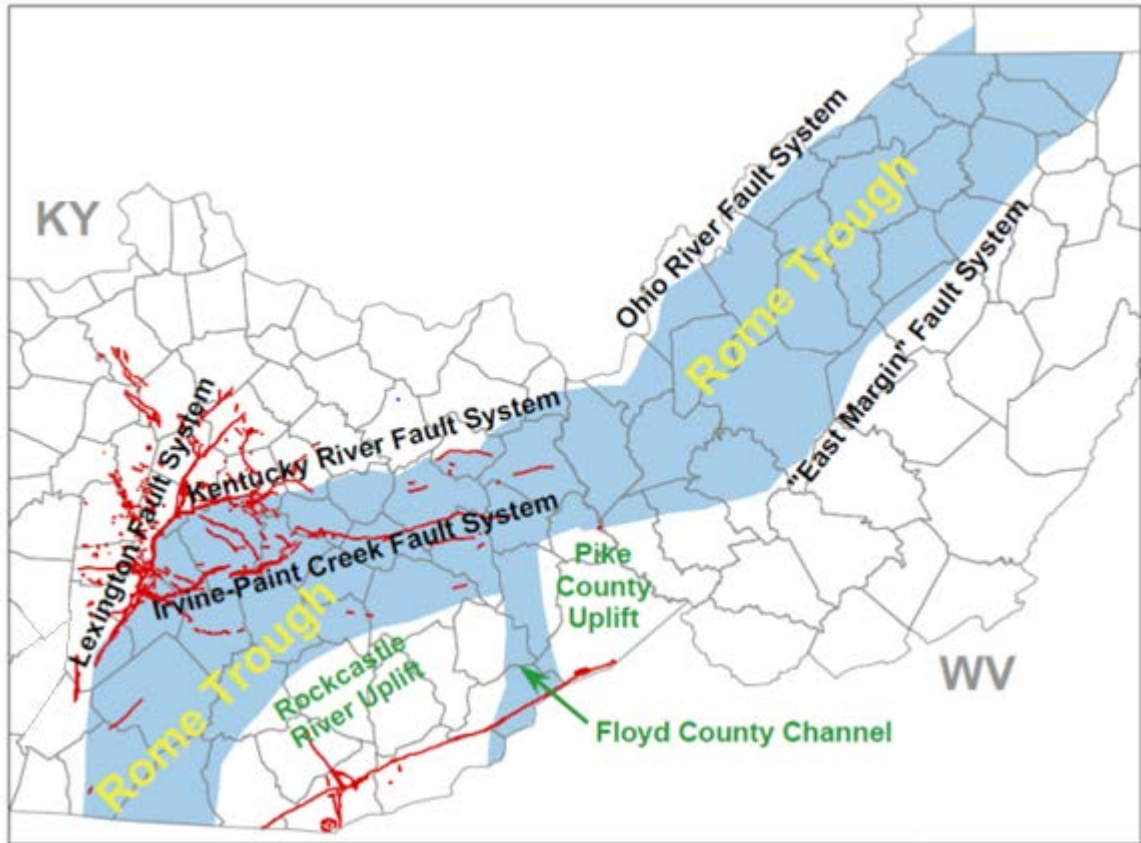 KY
Ohio River Fault System
Rome Trough
"East Margin" Fault System
Lexington Fault System
Kentucky River Fault System
Irvine-Paint Creek Fault System
Pike
County
Uplift
Rome Trough
Rockcastle
River Uplift
WV
Floyd County Channel